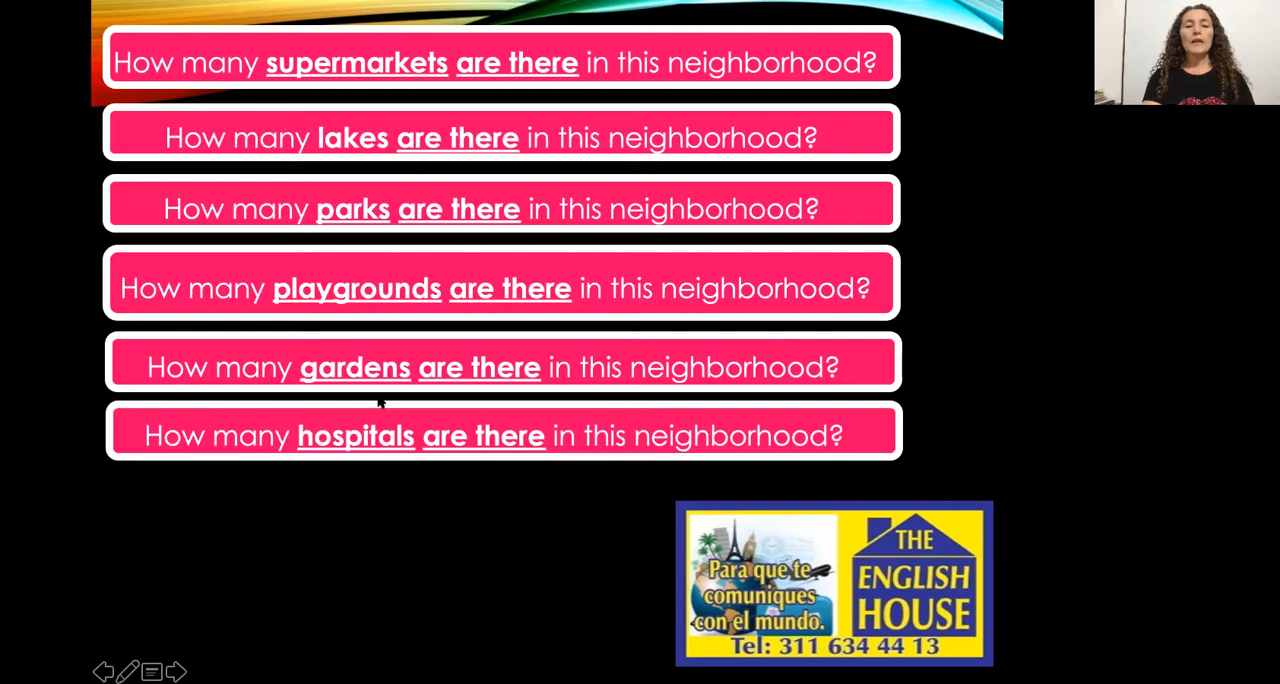 How many supermarkets are there in this neighborhood?
How many lakes are there in this neighborhood?
How many parks are there in this neighborhood?
How many playgrounds are there in this neighborhood?
How many gardens are there in this neighborhood?
How many hospitals are there in this neighborhood?
Para que te
comuniques
con el mundo.
THE
ENGLISH
HOUSE
Tel: 311 634 44 13